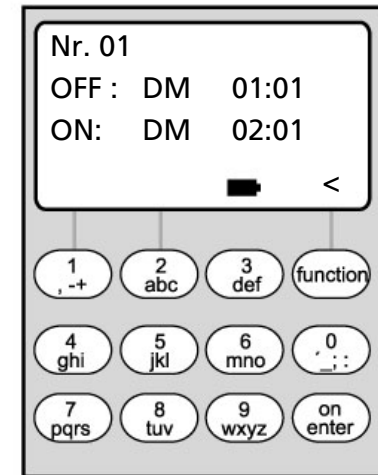 Nr. 01
OFF : DM 01:01
ON: DM 02:01
<
1 2 3 function
, -+ abc def
4 5 6 0
ghi jkl mno ´_; :
7 8 9 on
pqrs tuv wxyz enter